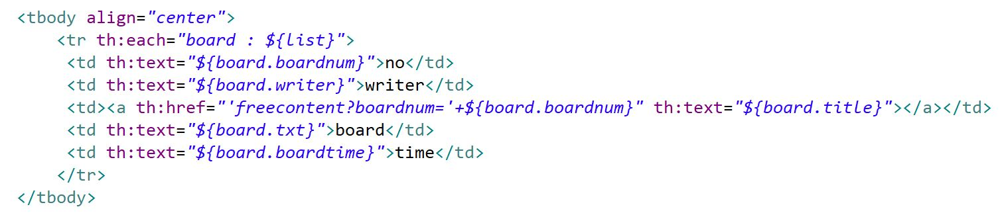 <tbody align="center">
<tr th:each="board : ${list}">
<td th:text="${board.boardnum}">no</td>
<td th:text="${board.writer}">writer</td>
<td><a th:href="'freecontent?boardnum='+${board.boardnum}" th:text="${board.title}"></a></td>
<td th:text="${board.txt}">board</td>
<td th:text="${board.boardtime}">time</td>
</tr>
</tbody>